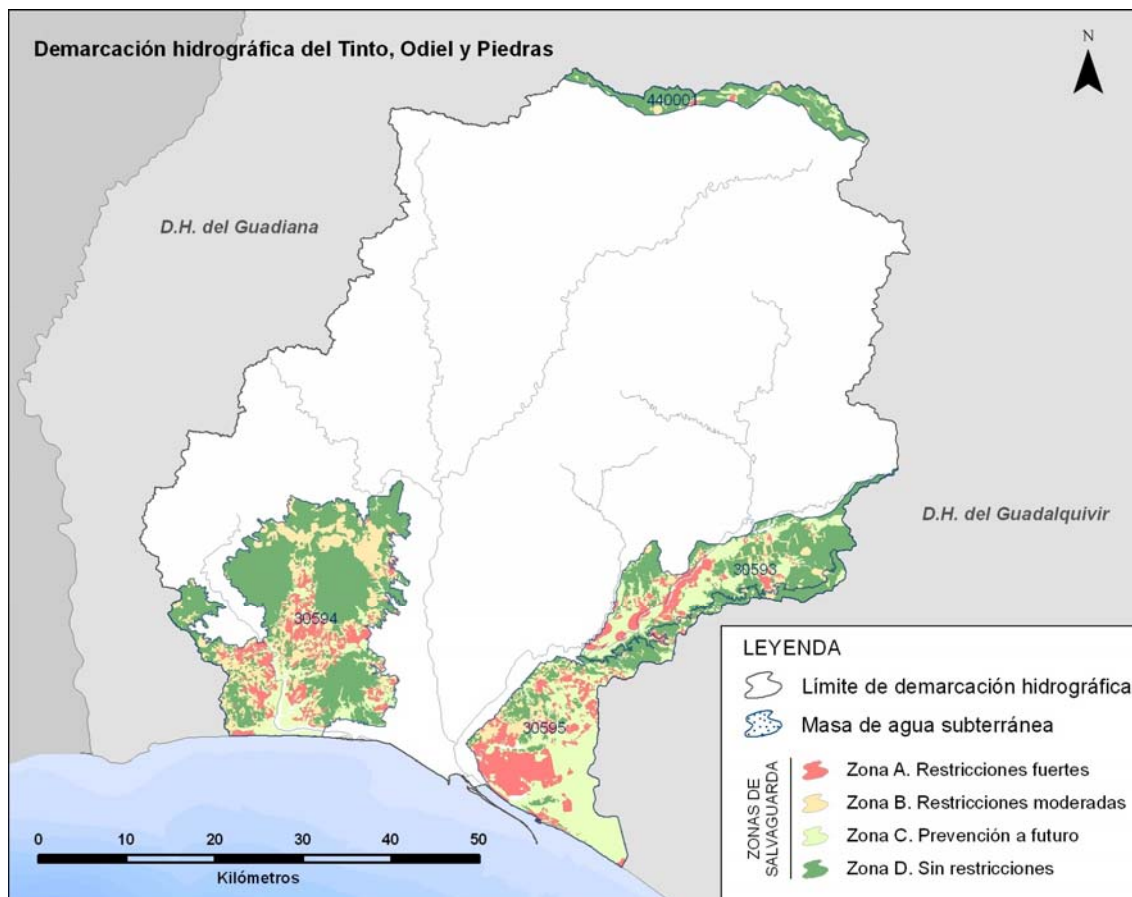 Demarcación hidrográfica del Tinto, Odiel y Piedras
N
44000
D.H. del Guadiana
D.H. del Guadalquivir
30593
30594
30595
LEYENDA
Límite de demarcación hidrográfica
Masa de agua subterránea
ZONAS DE
SALVAGUARDA
Zona A. Restricciones fuertes
Zona B. Restricciones moderadas
Zona C. Prevención a futuro
Zona D. Sin restricciones
0 10 20 30 40 50
Kilómetros